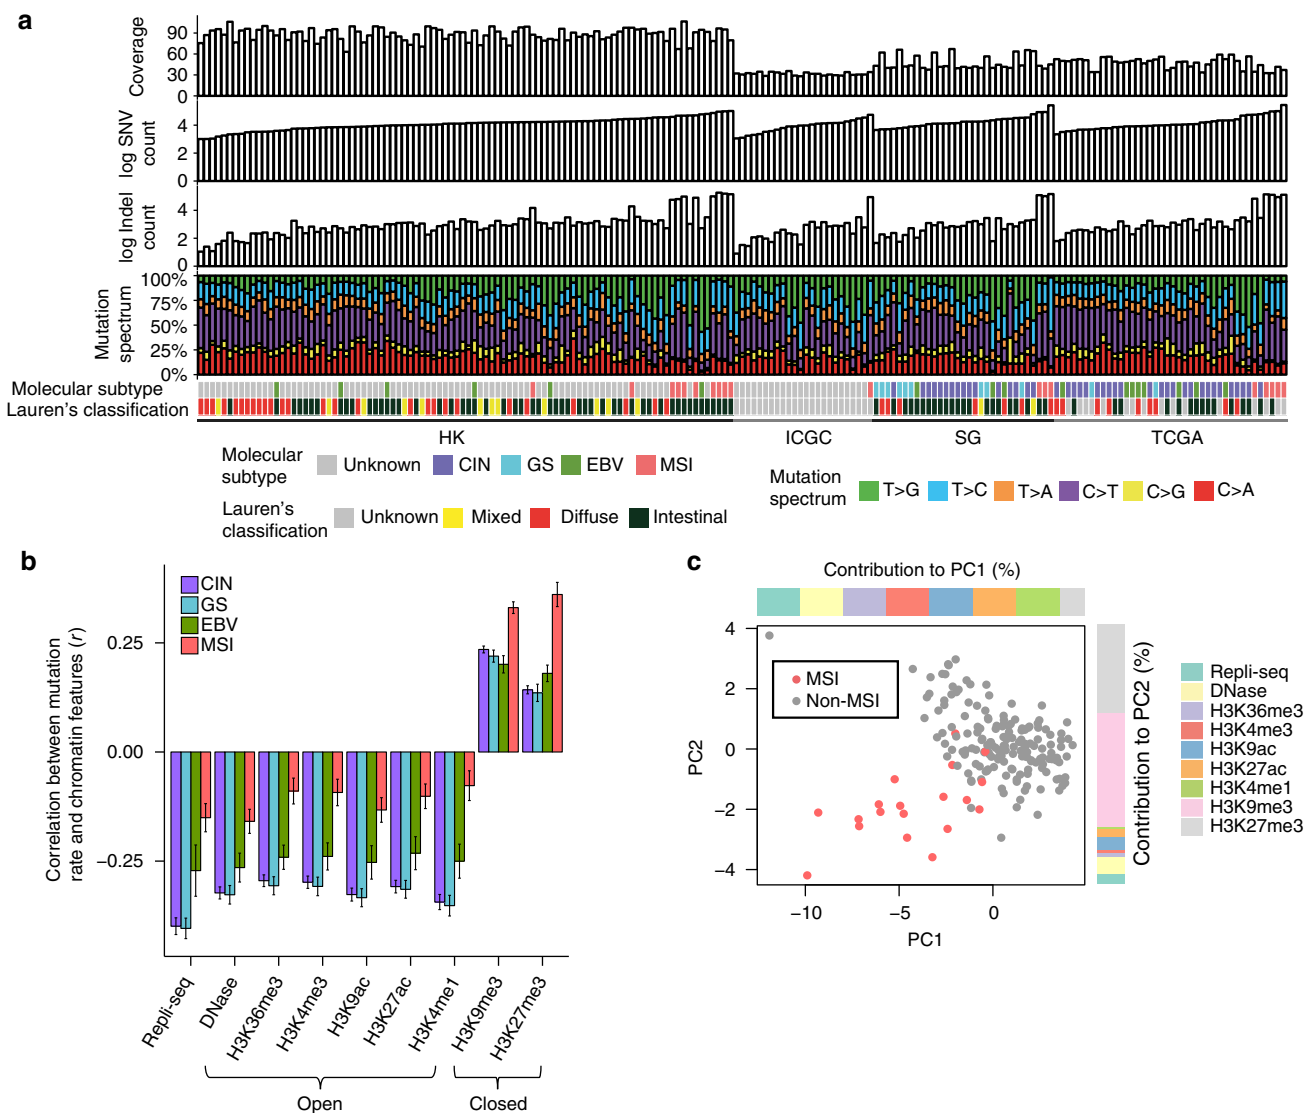 a
Coverage
90
60
30
0
log SNV
count
4
2
0
log Indel
count
4
2
0
Mutation
spectrum
100%
75%
50%
25%
0%
Molecular subtype
Lauren's classification
HK
ICGC
SG
TCGA
Molecular
subtype
Unknown
CIN
GS
EBV
MSI
Lauren's
classification
Unknown
Mixed
Diffuse
Intestinal
Mutation
spectrum
T>G
T>C
T>A
C>T
C>G
C>A
b
Correlation between mutation
rate and chromatin features (r)
0.25
0.00
−0.25
CIN
GS
EBV
MSI
Repli-seq
DNase
H3K36me3
H3K4me3
H3K9ac
H3K27ac
H3K4me1
H3K9me3
H3K27me3
Open
Closed
c
Contribution to PC1 (%)
PC2
4
2
0
−2
−4
MSI
Non-MSI
−10
−5
0
PC1
Contribution to PC2 (%)
Repli-seq
DNase
H3K36me3
H3K4me3
H3K9ac
H3K27ac
H3K4me1
H3K9me3
H3K27me3